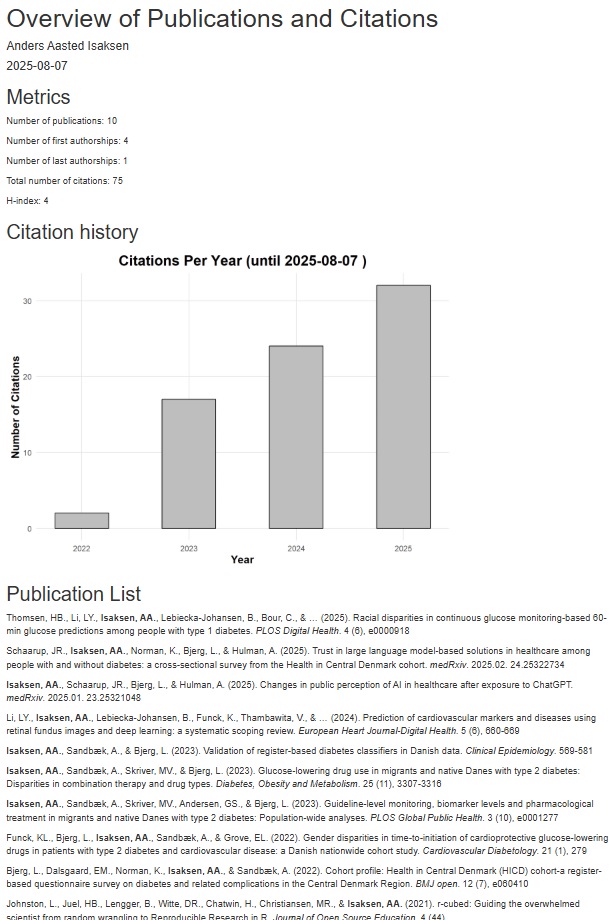 Overview of Publications and Citations
Anders Aasted Isaksen
2025-08-07
Metrics
Number of publications: 10
Number of first authorships: 4
Number of last authorships: 1
Total number of citations: 75
H-index: 4
Citation history
Citations Per Year (until 2025-08-07 )
30
20
10
0
Number of Citations
2022 2023 2024 2025
Year
Publication List
Thomsen, HB., Li, LY., Isaksen, AA., Lebiecka-Johansen, B., Bour, C., & ... (2025). Racial disparities in continuous glucose monitoring-based 60-
min glucose predictions among people with type 1 diabetes. PLOS Digital Health. 4 (6), e0000918
Schaarup, JR., Isaksen, AA., Norman, K., Bjerg, L., & Hulman, A. (2025). Trust in large language model-based solutions in healthcare among
people with and without diabetes: a cross-sectional survey from the Health in Central Denmark cohort. medRxiv. 2025.02. 24.25322734
Isaksen, AA., Schaarup, JR., Bjerg, L., & Hulman, A. (2025). Changes in public perception of AI in healthcare after exposure to ChatGPT.
medRxiv. 2025.01. 23.25321048
Li, LY., Isaksen, AA., Lebiecka-Johansen, B., Funck, K., Thambawita, V., & ... (2024). Prediction of cardiovascular markers and diseases using
retinal fundus images and deep learning: a systematic scoping review. European Heart Journal-Digital Health. 5 (6), 660-669
Isaksen, AA., Sandbæk, A., & Bjerg, L. (2023). Validation of register-based diabetes classifiers in Danish data. Clinical Epidemiology. 569-581
Isaksen, AA., Sandbæk, A., Skriver, MV., & Bjerg, L. (2023). Glucose-lowering drug use in migrants and native Danes with type 2 diabetes:
Disparities in combination therapy and drug types. Diabetes, Obesity and Metabolism. 25 (11), 3307-3316
Isaksen, AA., Sandbæk, A., Skriver, MV., Andersen, GS., & Bjerg, L. (2023). Guideline-level monitoring, biomarker levels and pharmacological
treatment in migrants and native Danes with type 2 diabetes: Population-wide analyses. PLOS Global Public Health. 3 (10), e0001277
Funck, KL., Bjerg, L., Isaksen, AA., Sandbæk, A., & Grove, EL. (2022). Gender disparities in time-to-initiation of cardioprotective glucose-lowering
drugs in patients with type 2 diabetes and cardiovascular disease: a Danish nationwide cohort study. Cardiovascular Diabetology. 21 (1), 279
Bjerg, L., Dalsgaard, EM., Norman, K., Isaksen, AA., & Sandbæk, A. (2022). Cohort profile: Health in Central Denmark (HICD) cohort-a register-
based questionnaire survey on diabetes and related complications in the Central Denmark Region. BMJ open. 12 (7), e060410
Johnston, L., Juel, HB., Lengger, B., Witte, DR., Chatwin, H., Christiansen, MR., & Isaksen, AA. (2021). r-cubed: Guiding the overwhelmed
scientist from random wrangling to Reproducible Research in R. Journal of Open Source Education. 4 (44)